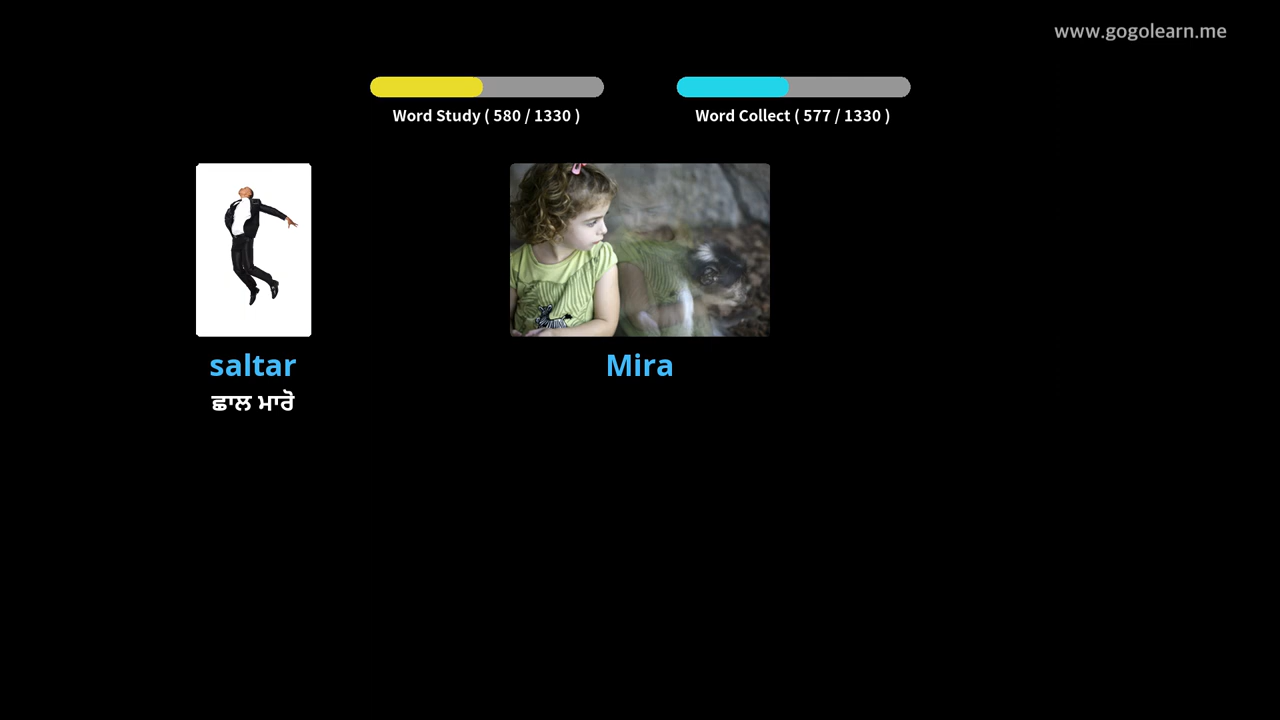 www.gogolearn.me
Word Study ( 580 / 1330 )
Word Collect ( 577 / 1330 )
saltar
Mira
ਛਾਲ ਮਾਰੋ